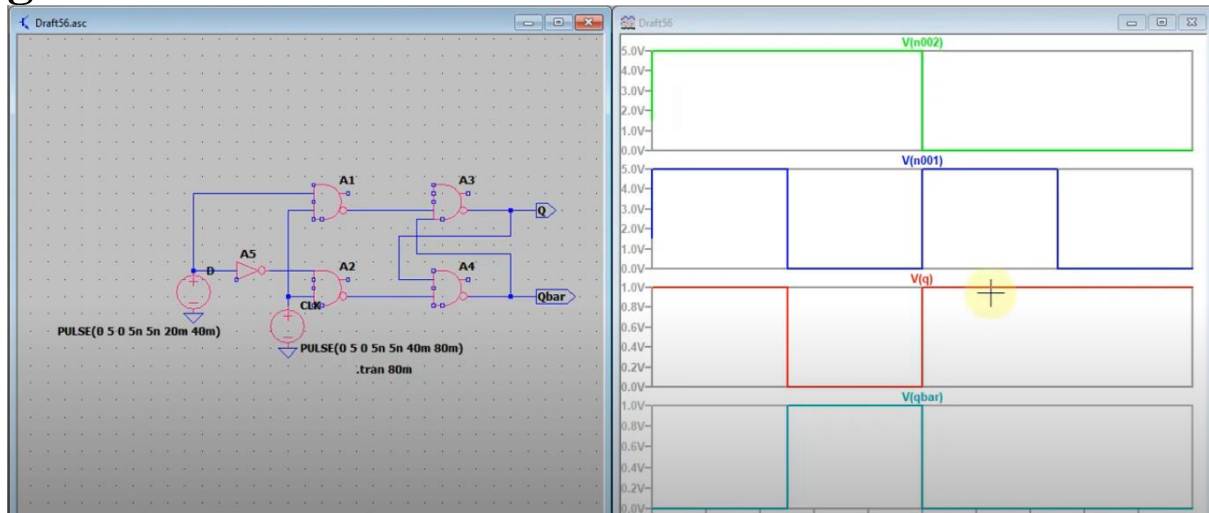 Draft56.asc
A1
A3
A5
D
A2
A4
CLK
Q
Qbar
PULSE(0 5 0 5n 5n 20m 40m)
PULSE(0 5 0 5n 5n 40m 80m)
.tran 80m
Draft56
V(n002)
5.0V
4.0V
3.0V
2.0V
1.0V
0.0V
V(n001)
5.0V
4.0V
3.0V
2.0V
1.0V
0.0V
V(q)
1.0V
0.8V
0.6V
0.4V
0.2V
0.0V
V(qbar)
1.0V
0.8V
0.6V
0.4V
0.2V
0.0V